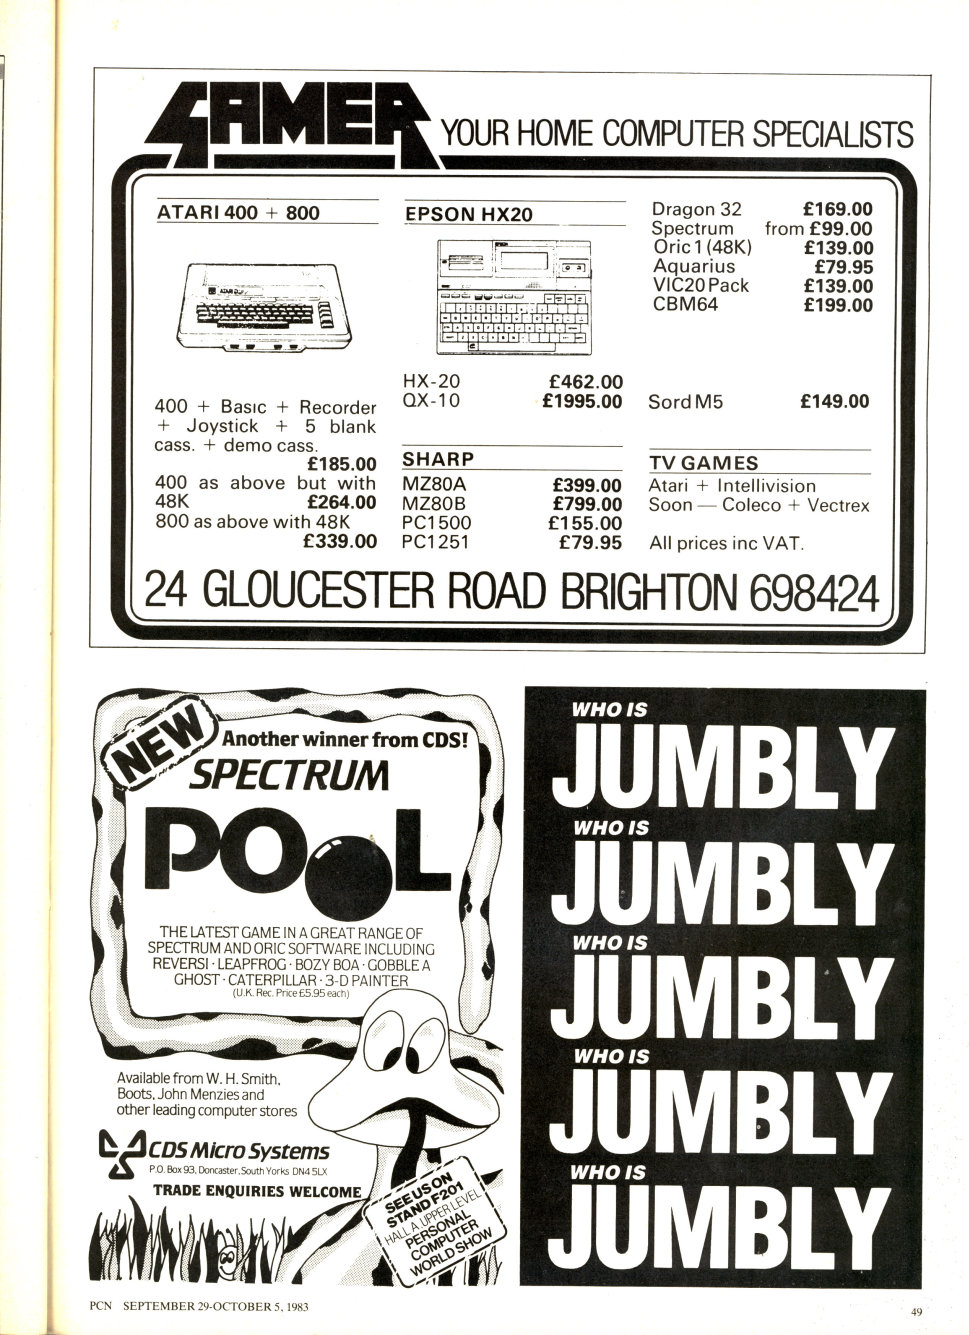 GAMER YOUR HOME COMPUTER SPECIALISTS
ATARI 400 + 800
400 + Basic + Recorder
+ Joystick + 5 blank
cass. + demo cass.
£185.00
400 as above but with
48K £264.00
800 as above with 48K
£339.00
EPSON HX20
HX-20 £462.00
QX-10 £1995.00
SHARP
MZ80A £399.00
MZ80B £799.00
PC1500 £155.00
PC1251 £79.95
Dragon 32 £169.00
Spectrum from £99.00
Oric 1 (48K) £139.00
Aquarius £79.95
VIC20 Pack £139.00
CBM64 £199.00
Sord M5 £149.00
TV GAMES
Atari + Intellivision
Soon — Coleco + Vectrex
All prices inc VAT.
24 GLOUCESTER ROAD BRIGHTON 698424
NEW
Another winner from CDS!
SPECTRUM
POOL
THE LATEST GAME IN A GREAT RANGE OF
SPECTRUM AND ORIC SOFTWARE INCLUDING
REVERSI · LEAPFROG · BOZY BOA · GOBBLE A
GHOST · CATERPILLAR · 3-D PAINTER
(U.K. Rec. Price £5.95 each)
Available from W. H. Smith,
Boots, John Menzies and
other leading computer stores
CDS Micro Systems
P.O. Box 93, Doncaster, South Yorks DN4 5LX
TRADE ENQUIRIES WELCOME
SEE US ON
STAND F201
HALL A UPPER LEVEL
PERSONAL
COMPUTER
WORLD SHOW
WHO IS
JUMBLY
WHO IS
JUMBLY
WHO IS
JUMBLY
WHO IS
JUMBLY
WHO IS
JUMBLY
PCN SEPTEMBER 29-OCTOBER 5, 1983
49